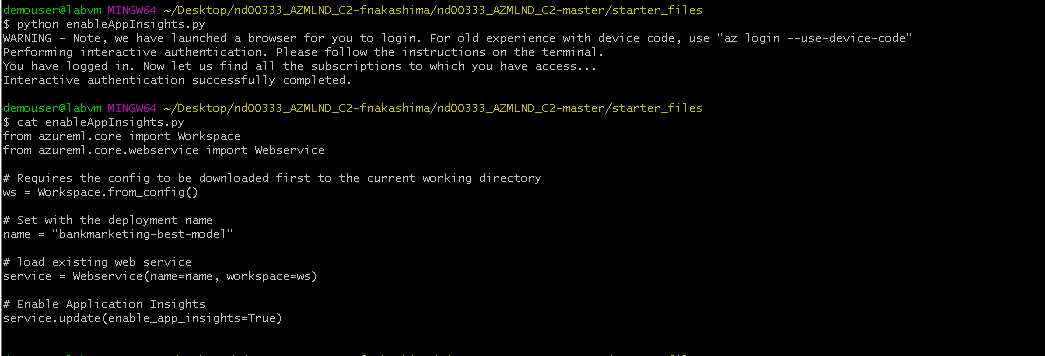 demouser@labvm MINGW64 ~/Desktop/nd00333_AZMLND_C2-fnakashima/nd00333_AZMLND_C2-master/starter_files
$ python enableAppInsights.py
WARNING - Note, we have launched a browser for you to login. For old experience with device code, use "az login --use-device-code"
Performing interactive authentication. Please follow the instructions on the terminal.
You have logged in. Now let us find all the subscriptions to which you have access...
Interactive authentication successfully completed.
demouser@labvm MINGW64 ~/Desktop/nd00333_AZMLND_C2-fnakashima/nd00333_AZMLND_C2-master/starter_files
$ cat enableAppInsights.py
from azureml.core import Workspace
from azureml.core.webservice import Webservice
# Requires the config to be downloaded first to the current working directory
ws = Workspace.from_config()
# Set with the deployment name
name = "bankmarketing-best-model"
# load existing web service
service = Webservice(name=name, workspace=ws)
# Enable Application Insights
service.update(enable_app_insights=True)